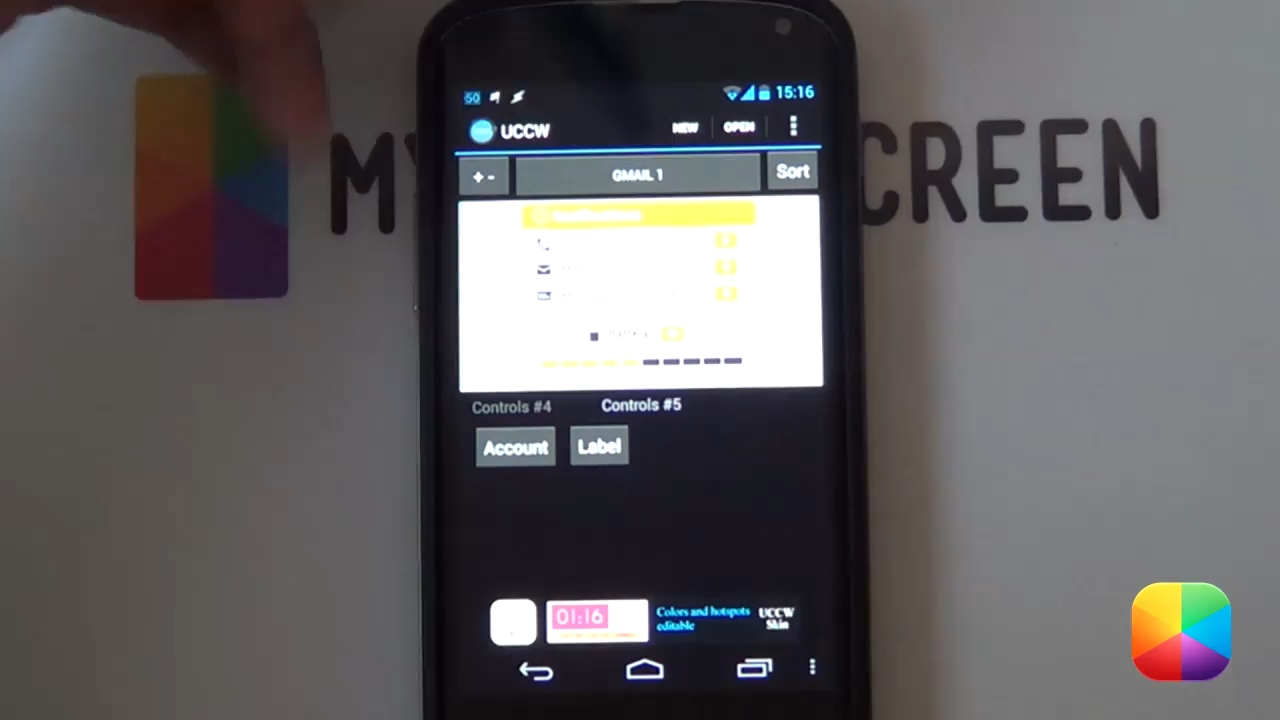 MY CREEN
50 15:16
UCCW NEW OPEN
+ - GMAIL 1 Sort
Controls #4 Controls #5
Account Label
01:16 Colors and hotspots editable UCCW Skin